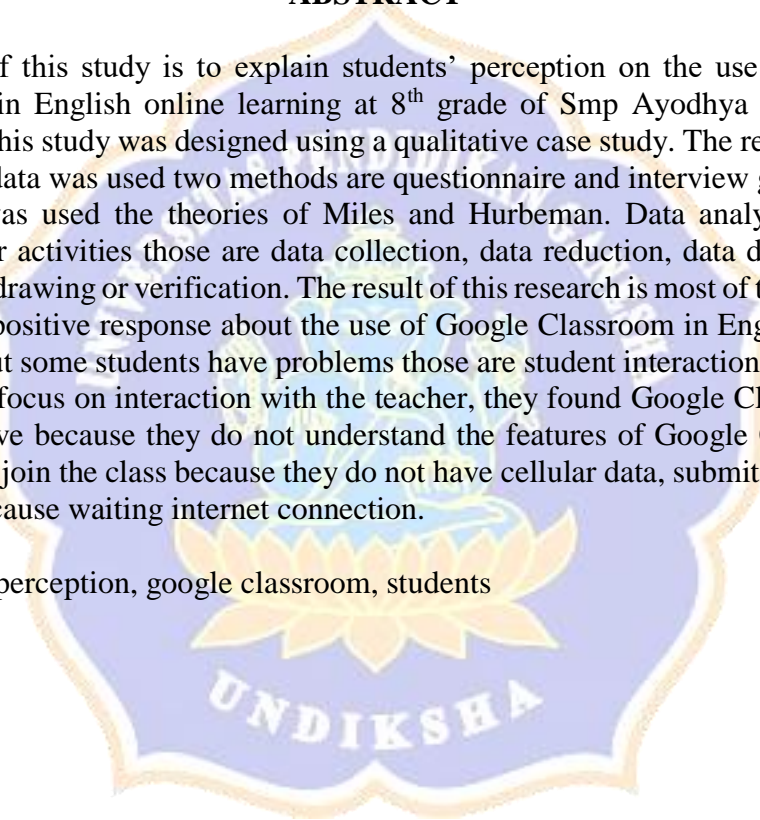 ABSTRACT
f this study is to explain students’ perception on the use
in English online learning at 8th grade of Smp Ayodhya
his study was designed using a qualitative case study. The re
data was used two methods are questionnaire and interview g
as used the theories of Miles and Hurbeman. Data analy
r activities those are data collection, data reduction, data d
drawing or verification. The result of this research is most of t
positive response about the use of Google Classroom in Eng
ut some students have problems those are student interaction
focus on interaction with the teacher, they found Google Cl
ve because they do not understand the features of Google
join the class because they do not have cellular data, submit
cause waiting internet connection.
perception, google classroom, students
UNIVERSITAS PENDIDIKAN GANESHA
UNDIKSHA